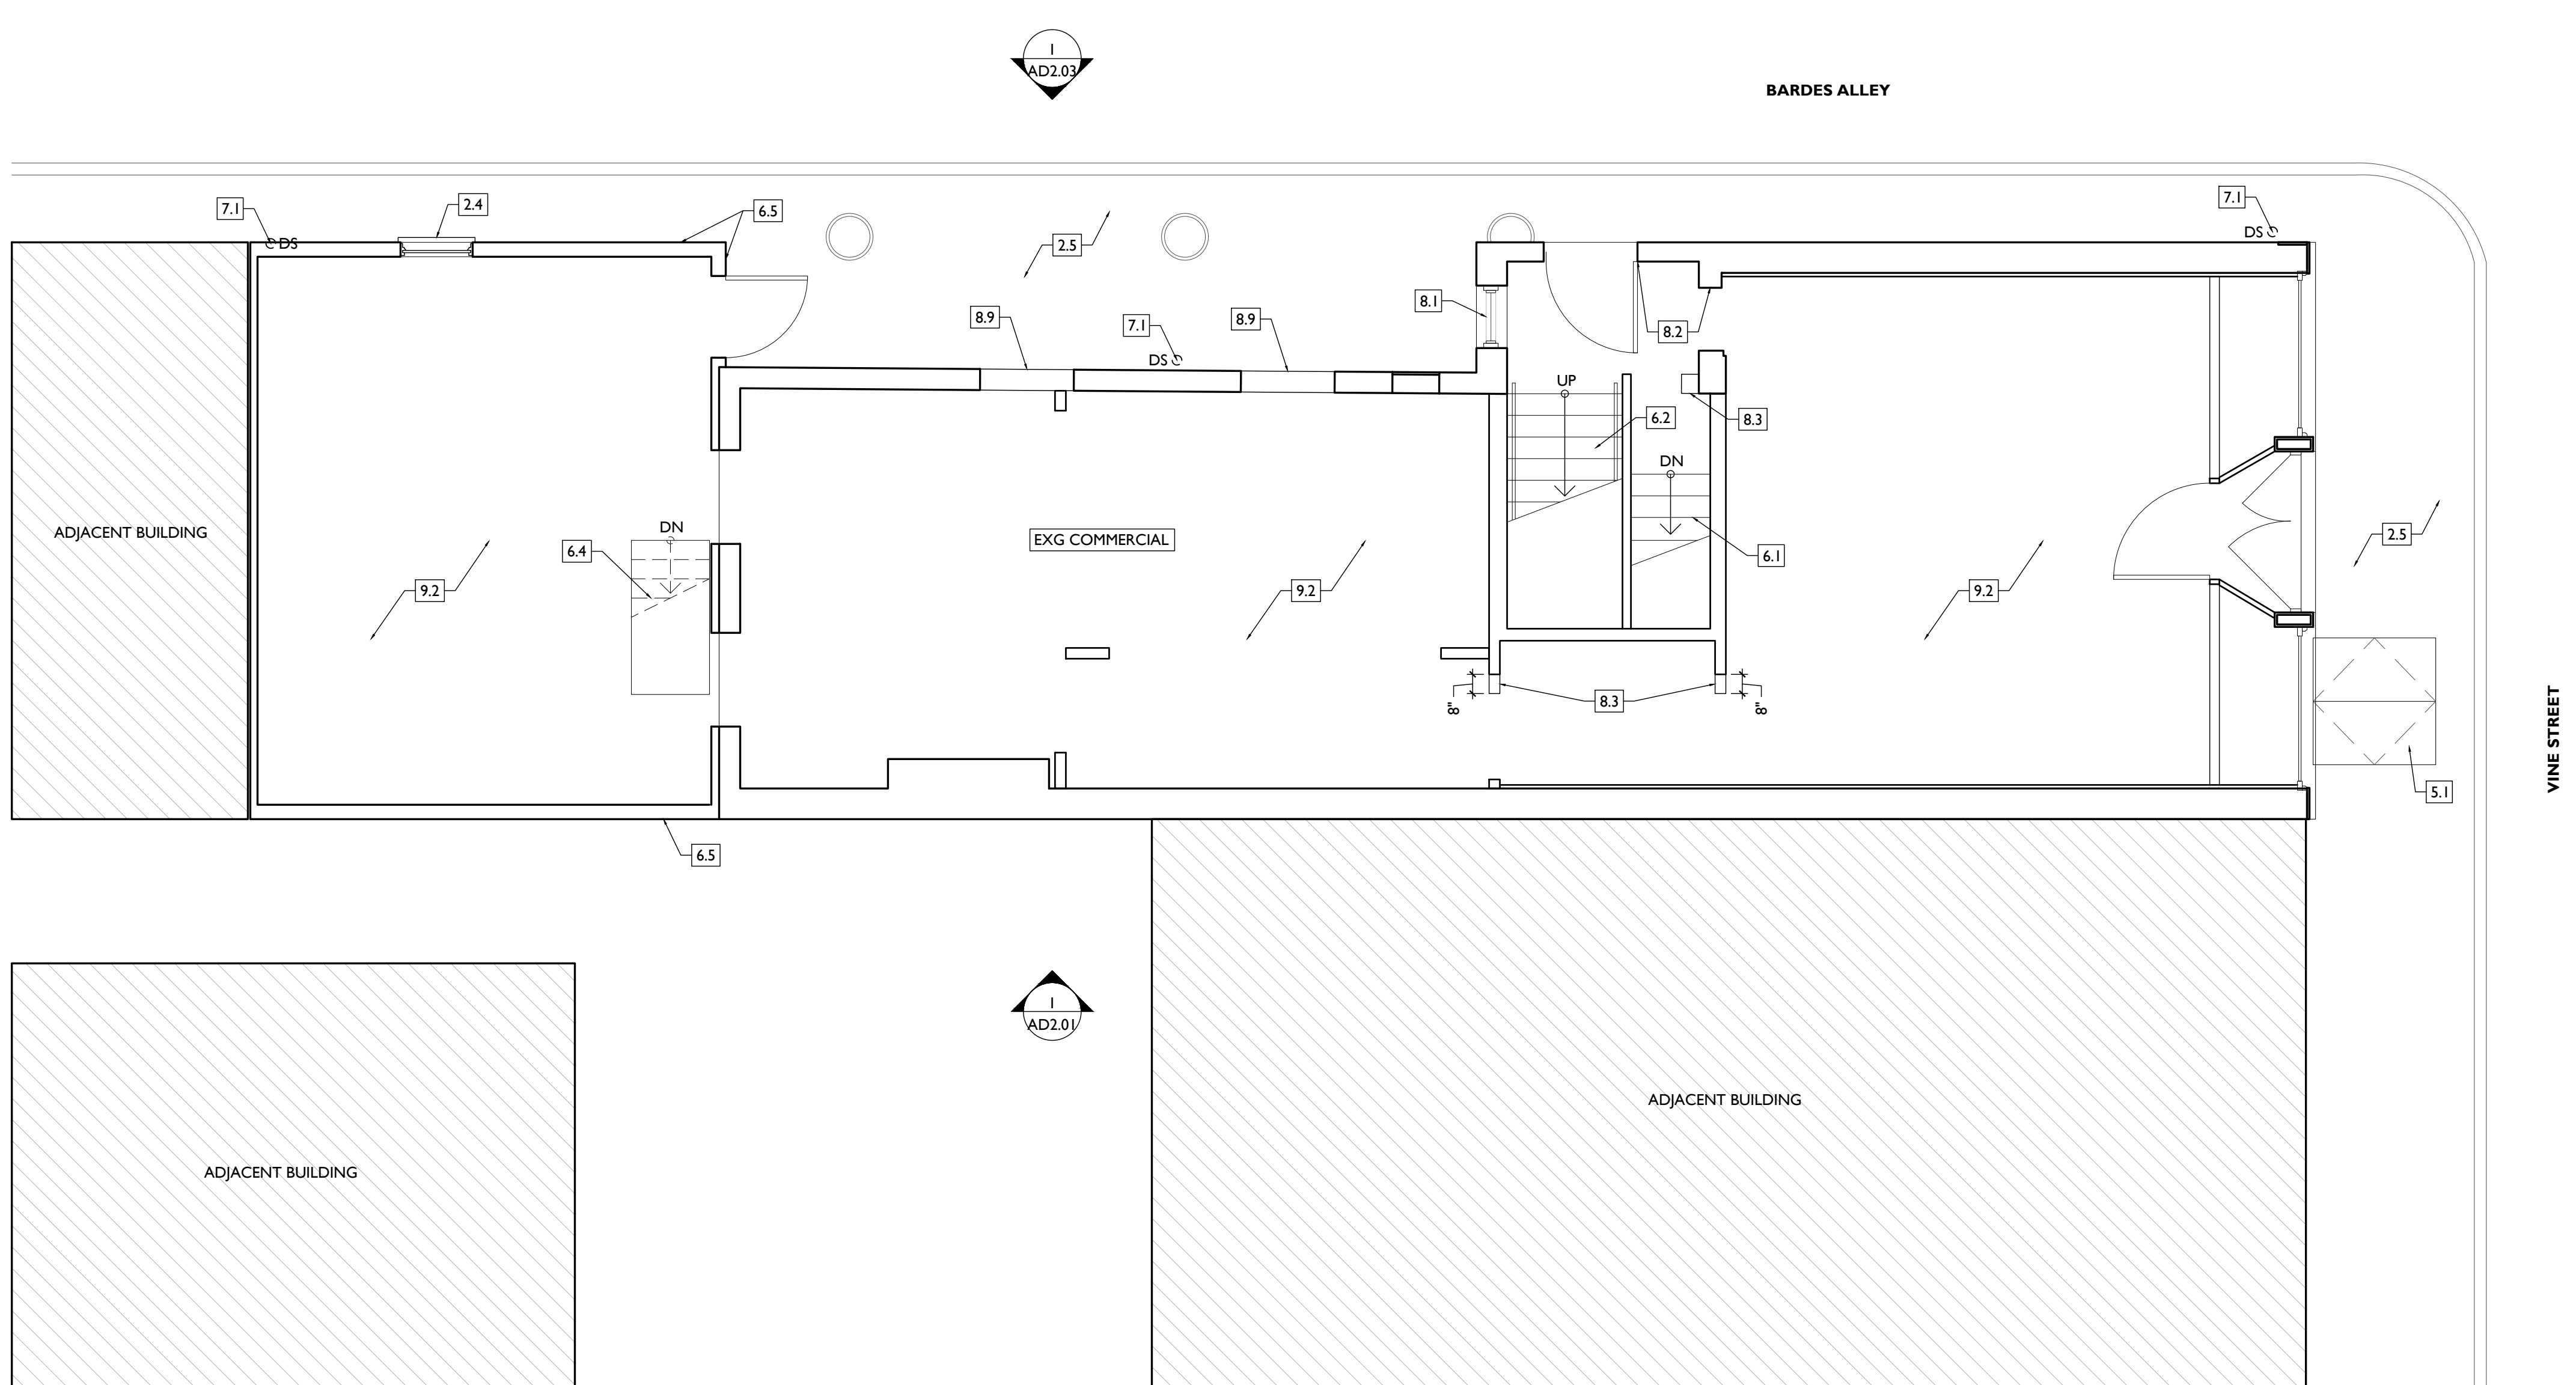 1
AD2.03
BARDES ALLEY
7.1
2.4
6.5
7.1
DS
2.5
DS
8.1
8.9
7.1
8.9
8.2
DS
UP
6.2
8.3
DN
ADJACENT BUILDING
DN
6.4
EXG COMMERCIAL
6.1
2.5
9.2
9.2
9.2
8"
8.3
8"
VINE STREET
5.1
6.5
1
AD2.01
ADJACENT BUILDING
ADJACENT BUILDING